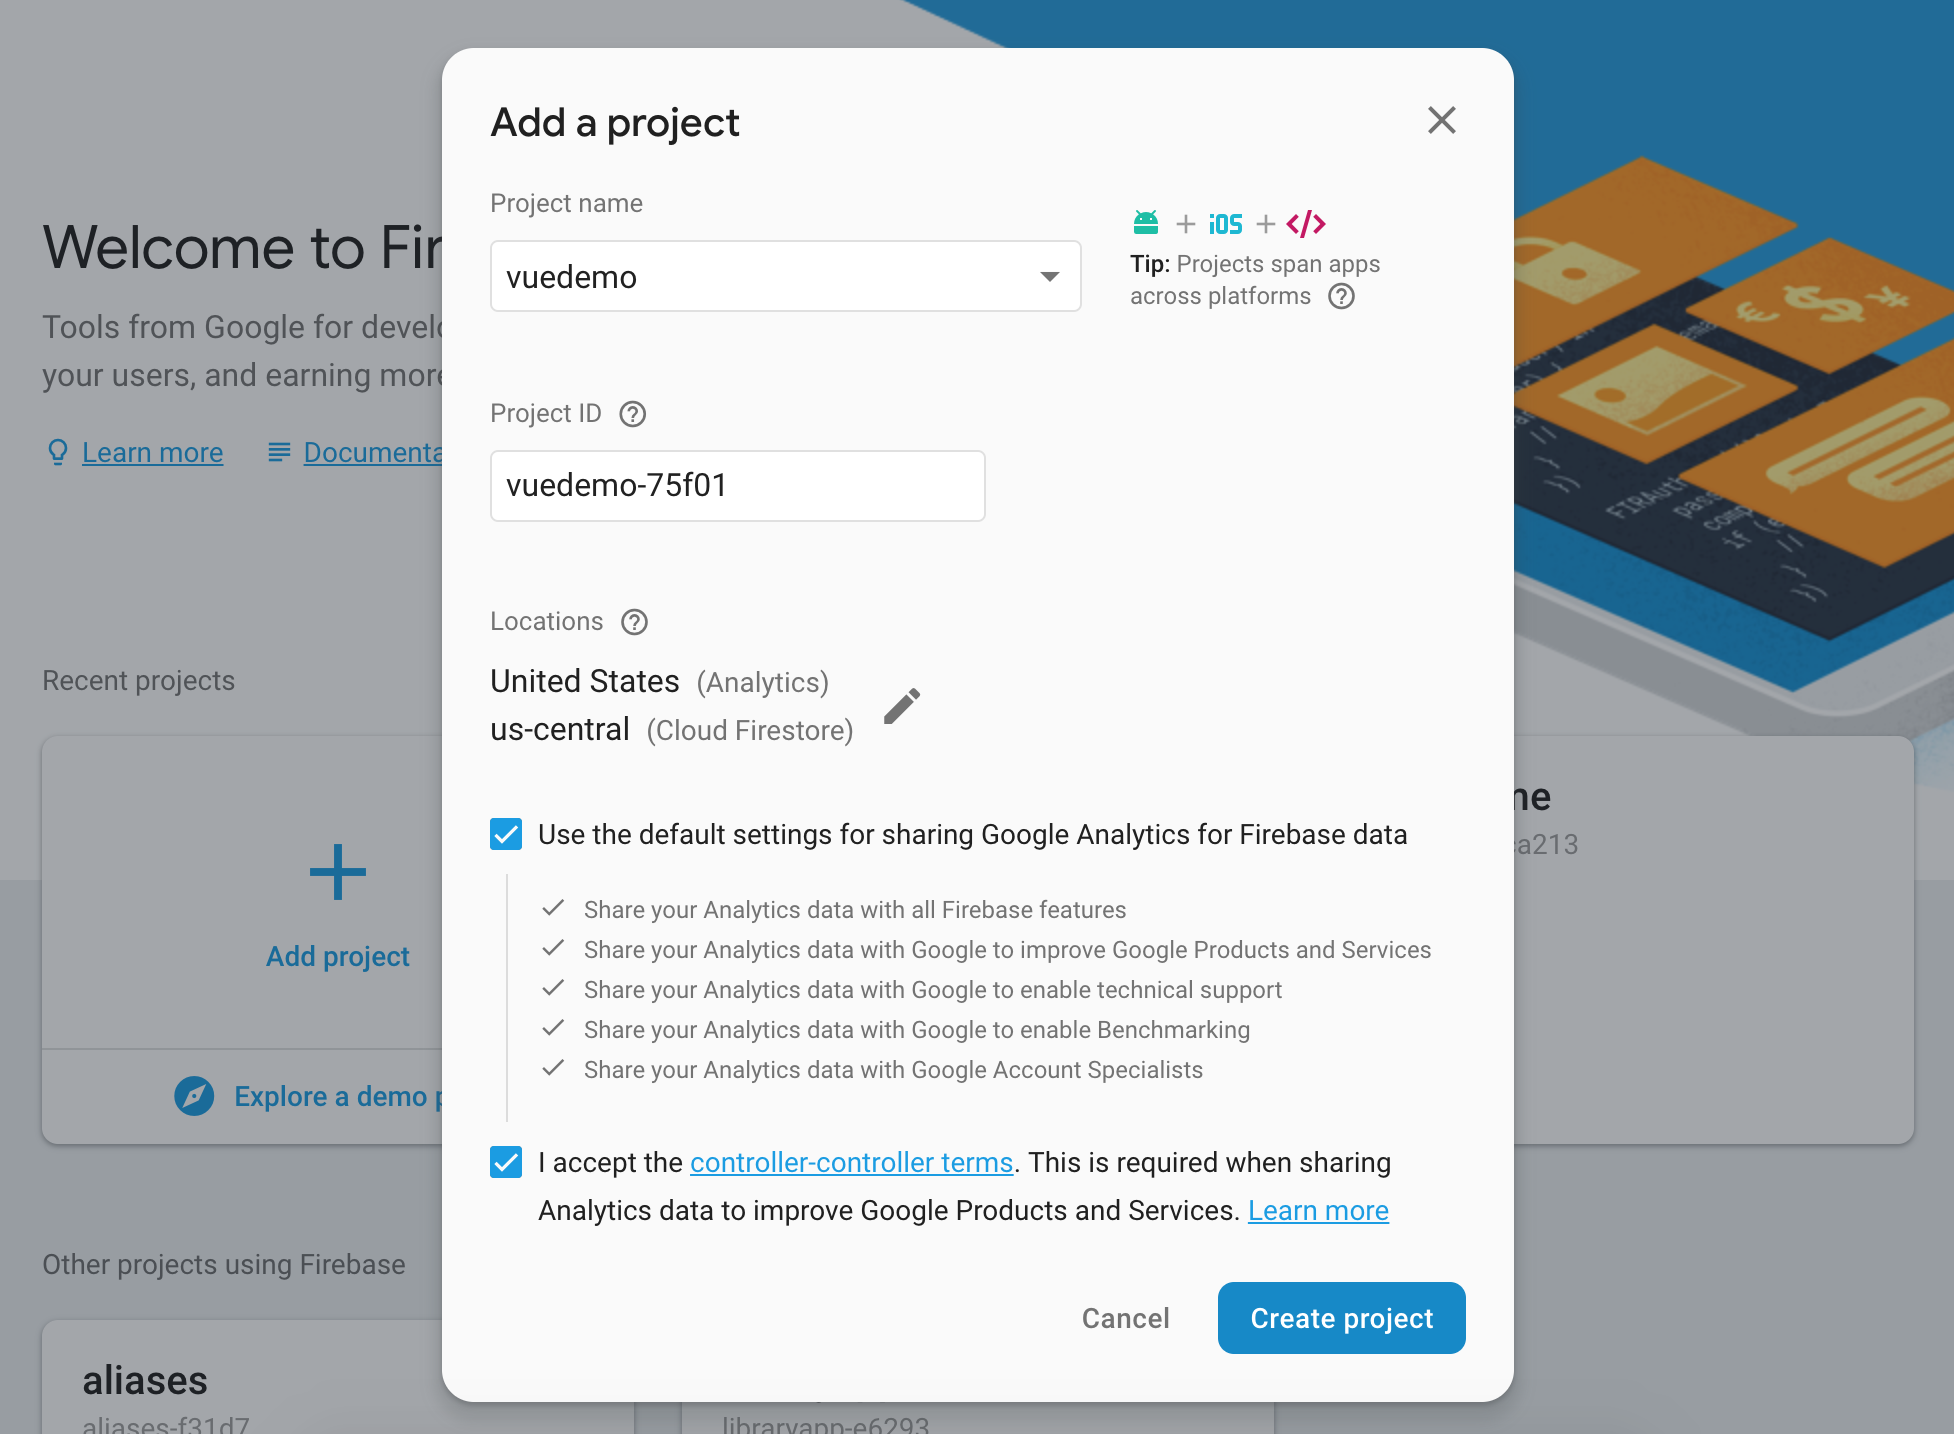 Add a project
Project name
vuedemo
iOS
Tip: Projects span apps
across platforms
Project ID
vuedemo-75f01
Locations
United States (Analytics)
us-central (Cloud Firestore)
Use the default settings for sharing Google Analytics for Firebase data
Share your Analytics data with all Firebase features
Share your Analytics data with Google to improve Google Products and Services
Share your Analytics data with Google to enable technical support
Share your Analytics data with Google to enable Benchmarking
Share your Analytics data with Google Account Specialists
I accept the controller-controller terms. This is required when sharing
Analytics data to improve Google Products and Services. Learn more
Cancel
Create project
Welcome to Fir
Tools from Google for develo
your users, and earning more
Learn more
Documenta
Recent projects
Add project
Explore a demo p
me
ca213
Other projects using Firebase
aliases
aliases-f31d7
libraryapp-e6293
FIRAuth
pass
comp
if (e